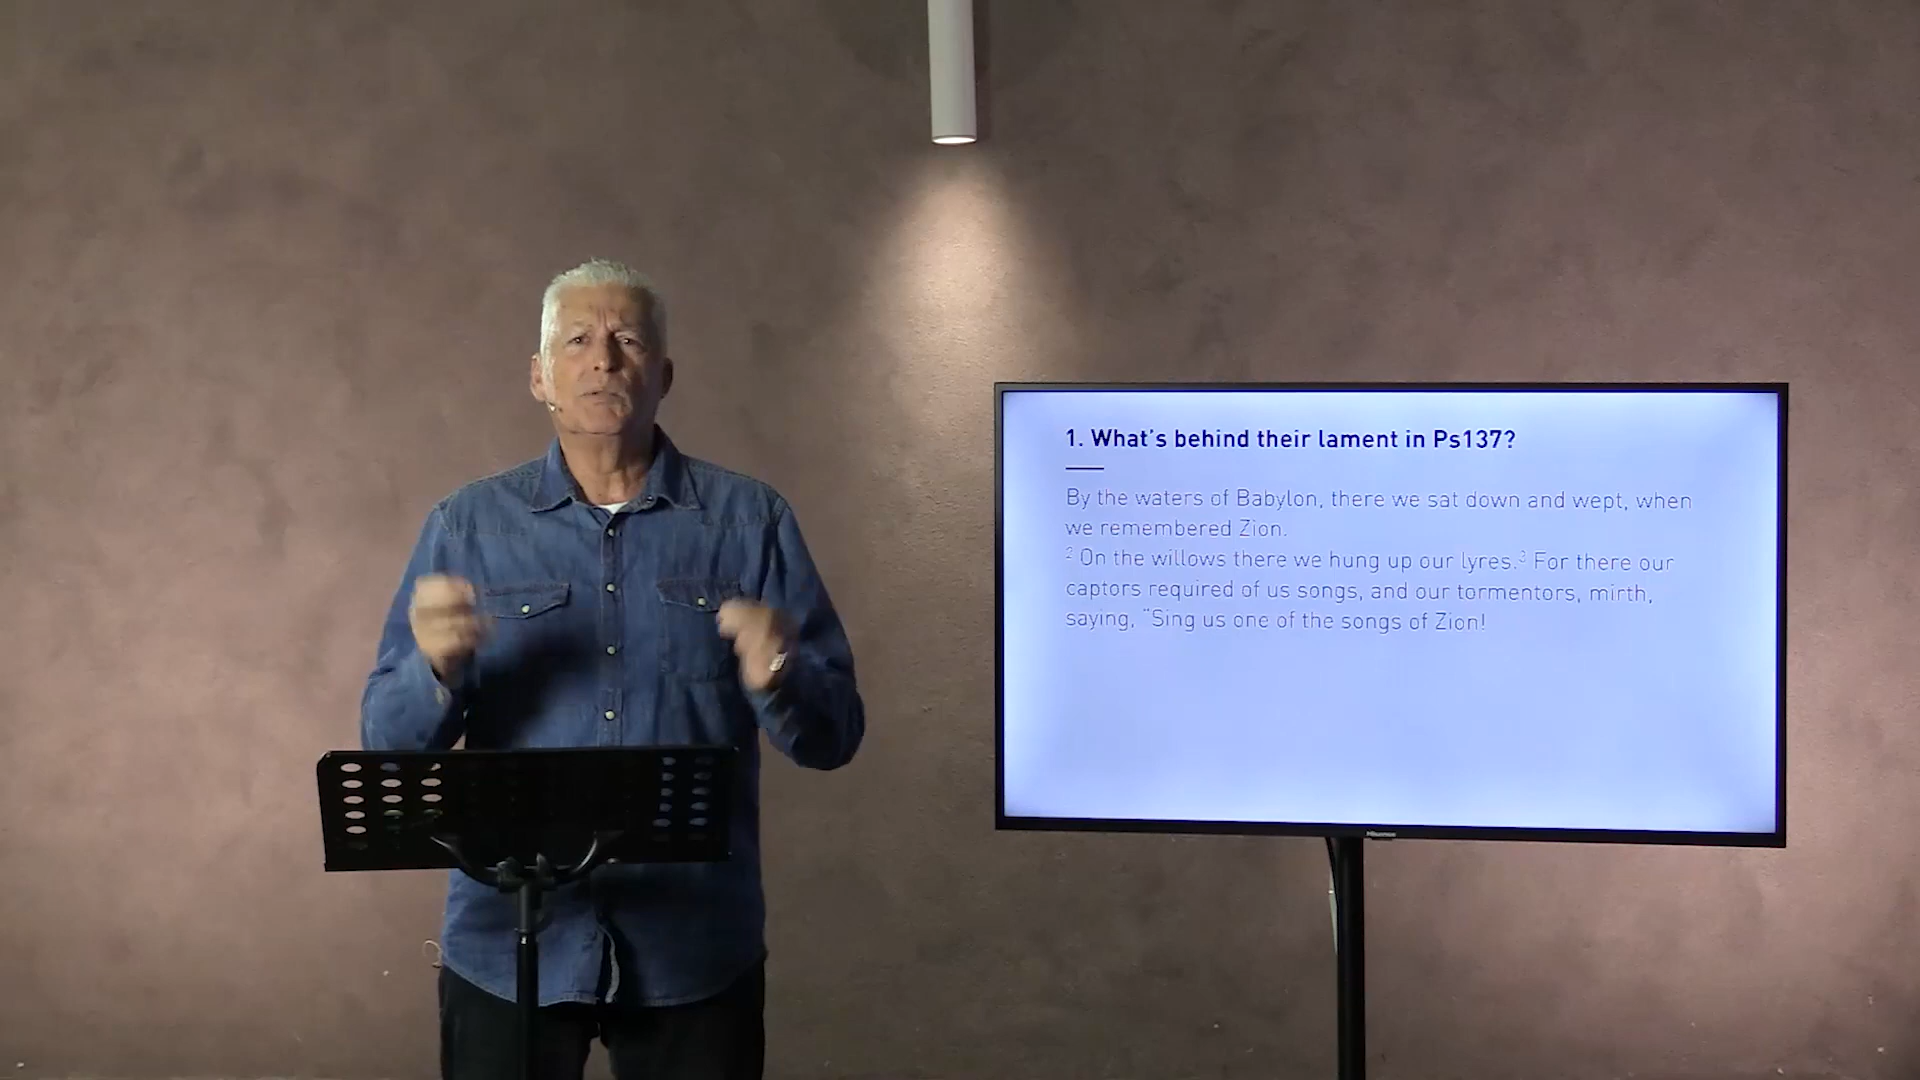 1. What's behind their lament in Ps137?
By the waters of Babylon, there we sat down and wept, when
we remembered Zion.
² On the willows there we hung up our lyres.³ For there our
captors required of us songs, and our tormentors, mirth,
saying, "Sing us one of the songs of Zion!
Hisense